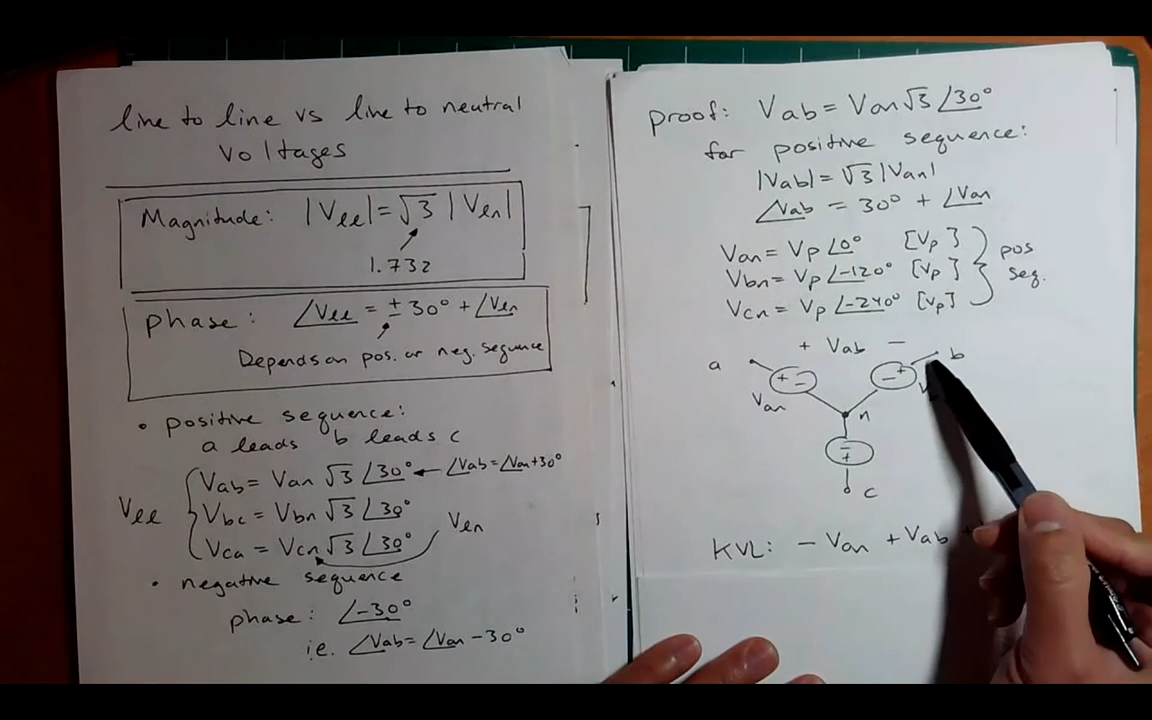 line to line vs line to neutral
voltages
Magnitude: |Vℓℓ| = √3 |Vℓn|
1.732
phase: ∠Vℓℓ = ± 30° + ∠Vℓn
Depends on pos. or neg. sequence
• positive sequence:
a leads b leads c
Vℓℓ
Vab = Van √3 ∠30° ← ∠Vab = ∠Van + 30°
Vbc = Vbn √3 ∠30°
Vca = Vcn √3 ∠30°
Vℓn
• negative sequence
phase: ∠-30°
i.e. ∠Vab = ∠Van - 30°
proof: Vab = Van √3 ∠30°
for positive sequence:
|Vab| = √3 |Van|
∠Vab = 30° + ∠Van
Van = Vp ∠0° [Vp]
Vbn = Vp ∠-120° [Vp]
Vcn = Vp ∠-240° [Vp]
pos
seq.
+ Vab -
a
b
+ -
- +
Van
n
-
+
c
KVL: - Van + Vab